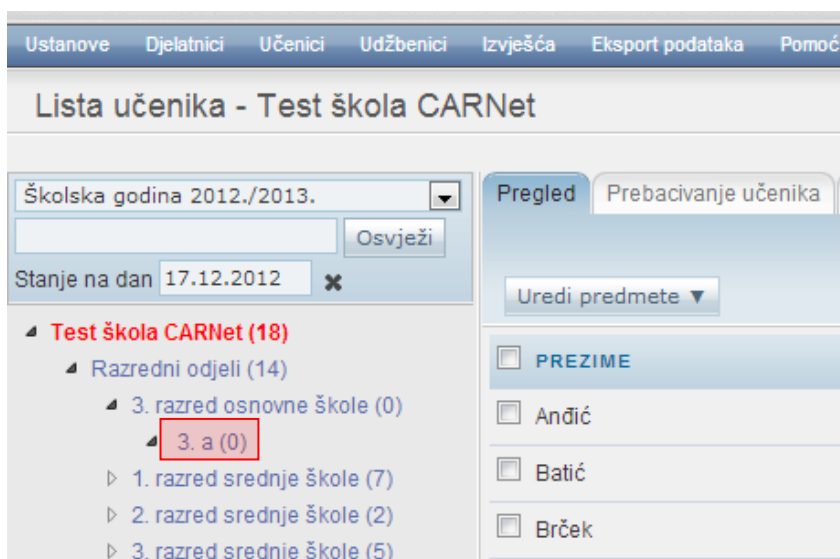 Ustanove Djelatnici Učenici Udžbenici Izvješća Eksport podataka Pomoć
Lista učenika - Test škola CARNet
Školska godina 2012./2013.
Osvježi
Stanje na dan 17.12.2012
Test škola CARNet (18)
Razredni odjeli (14)
3. razred osnovne škole (0)
3. a (0)
1. razred srednje škole (7)
2. razred srednje škole (2)
3. razred srednje škole (5)
Pregled Prebacivanje učenika
Uredi predmete ▼
PREZIME
Anđić
Batić
Brček